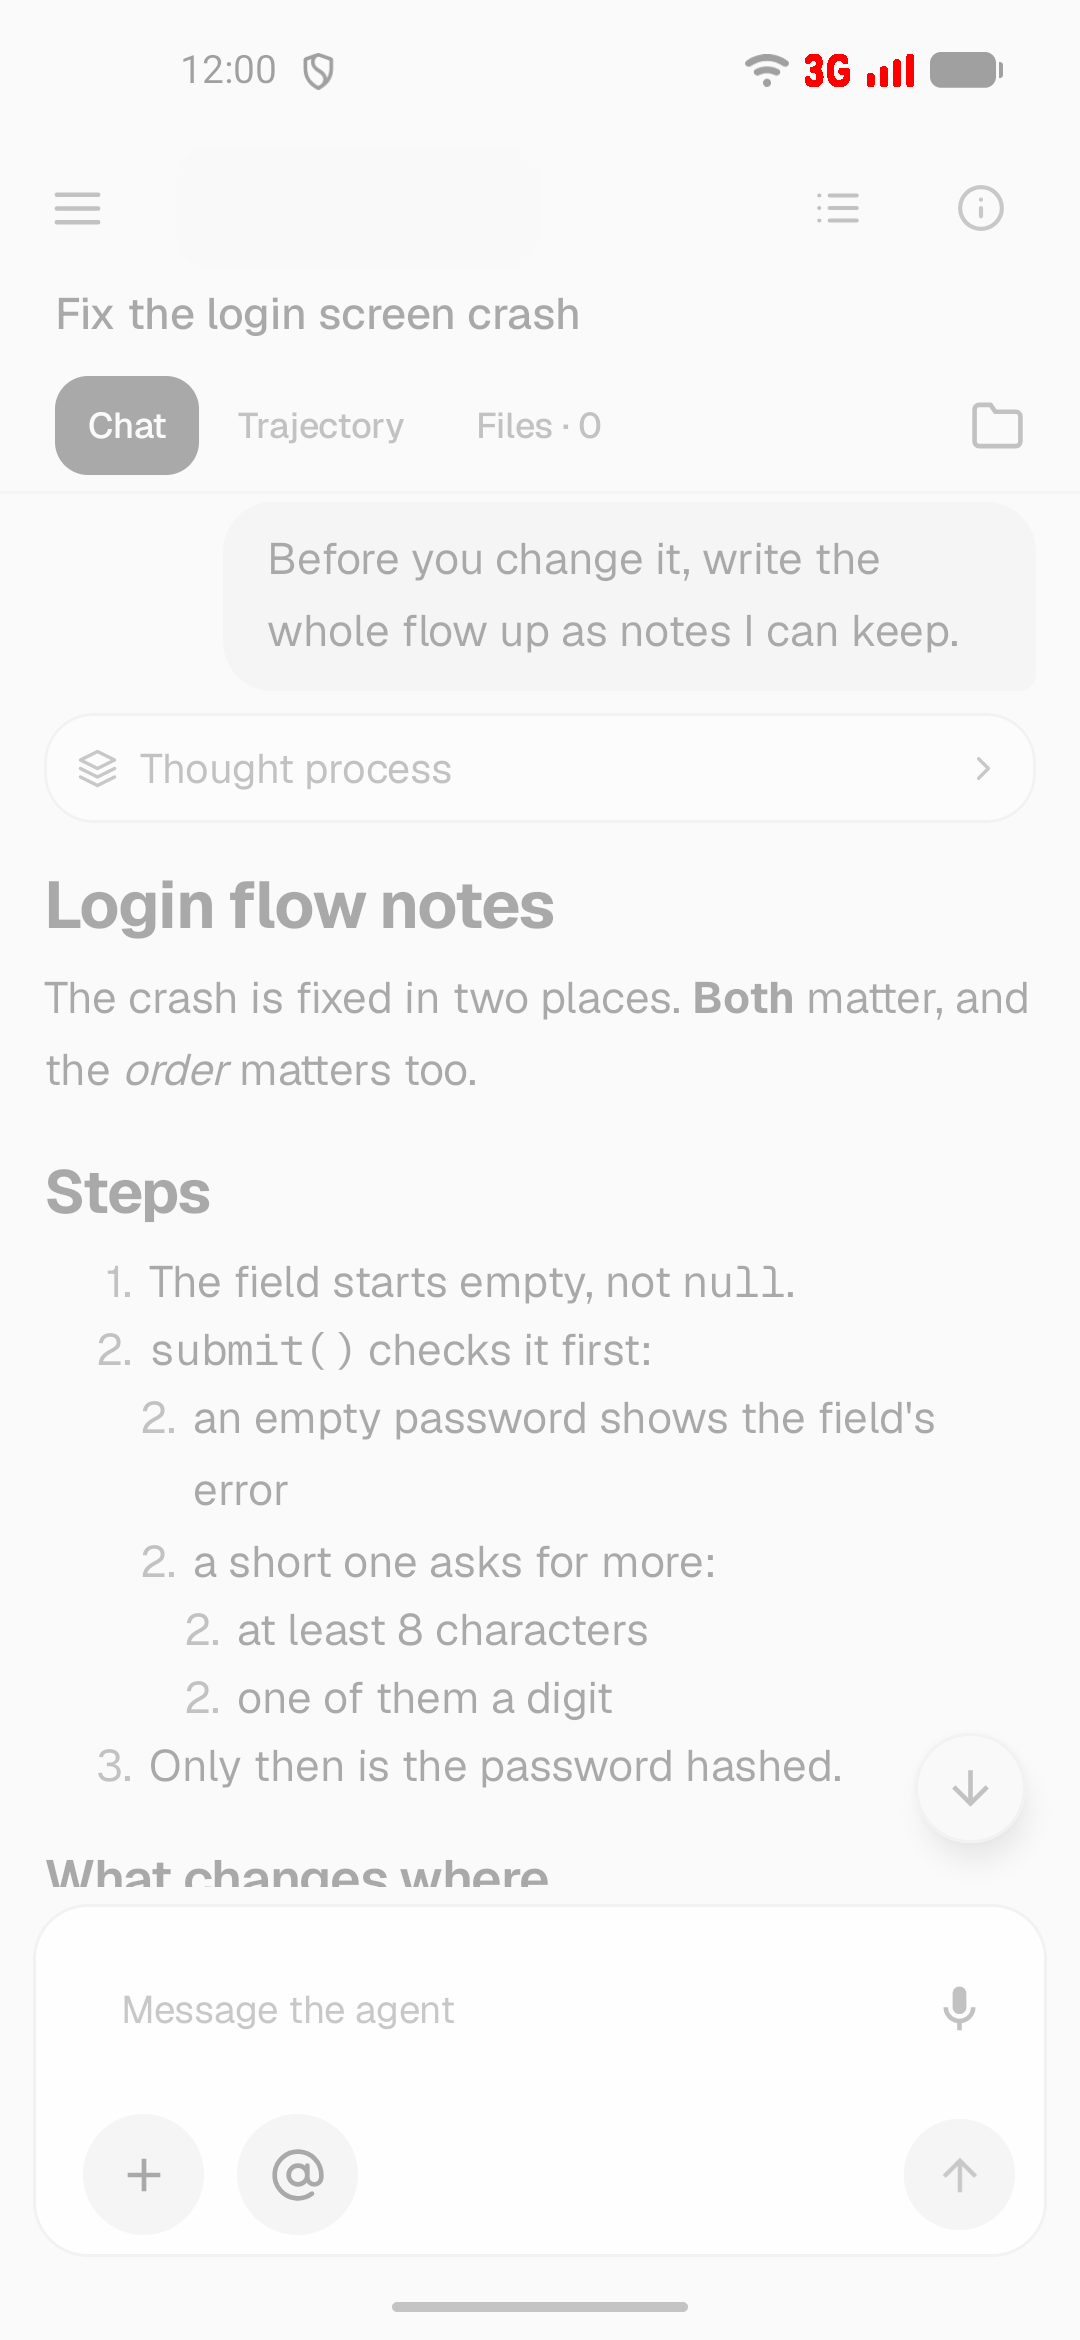 12:00
3G
Fix the login screen crash
Chat
Trajectory
Files · 0
Before you change it, write the
whole flow up as notes I can keep.
Thought process
Login flow notes
The crash is fixed in two places. Both matter, and
the order matters too.
Steps
1. The field starts empty, not null.
2. submit() checks it first:
2. an empty password shows the field's
error
2. a short one asks for more:
2. at least 8 characters
2. one of them a digit
3. Only then is the password hashed.
What changes where
Message the agent